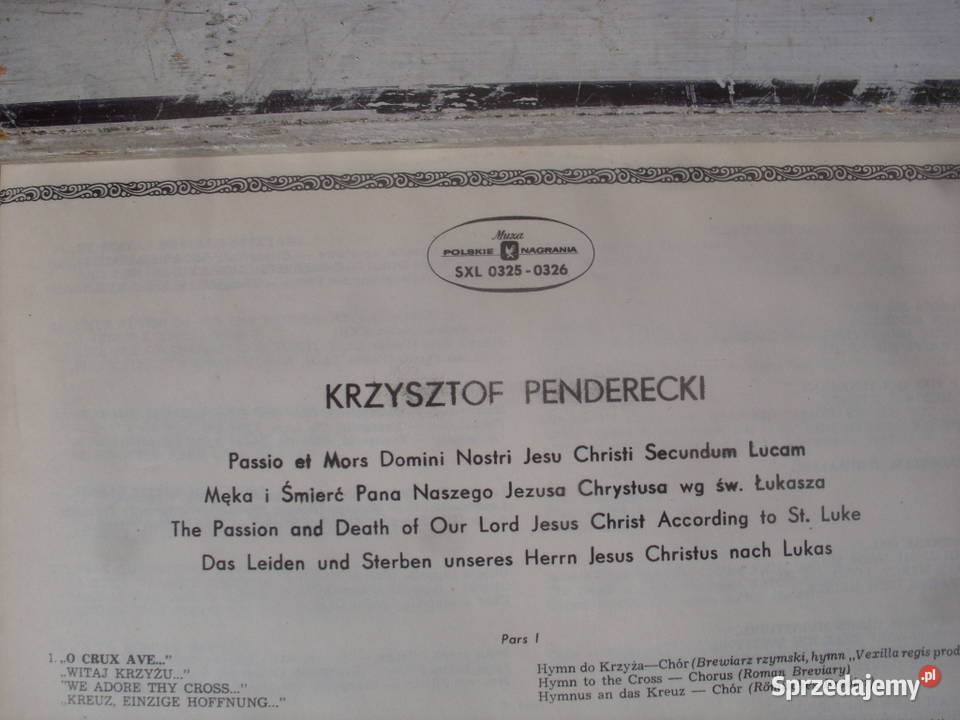 Muza
POLSKIE NAGRANIA
SXL 0325-0326
KRZYSZTOF PENDERECKI
Passio et Mors Domini Nostri Jesu Christi Secundum Lucam
Męka i Śmierć Pana Naszego Jezusa Chrystusa wg św. Łukasza
The Passion and Death of Our Lord Jesus Christ According to St. Luke
Das Leiden und Sterben unseres Herrn Jesus Christus nach Lukas
Pars I
1. „O CRUX AVE..."
„WITAJ KRZYŻU..."
"WE ADORE THY CROSS..."
„KREUZ, EINZIGE HOFFNUNG..."
Hymn do Krzyża—Chór (Brewiarz rzymski, hymn „Vexilla regis prod
Hymn to the Cross — Chorus (Roman Breviary)
Hymnus an das Kreuz — Chór
Sprzedajemy.pl